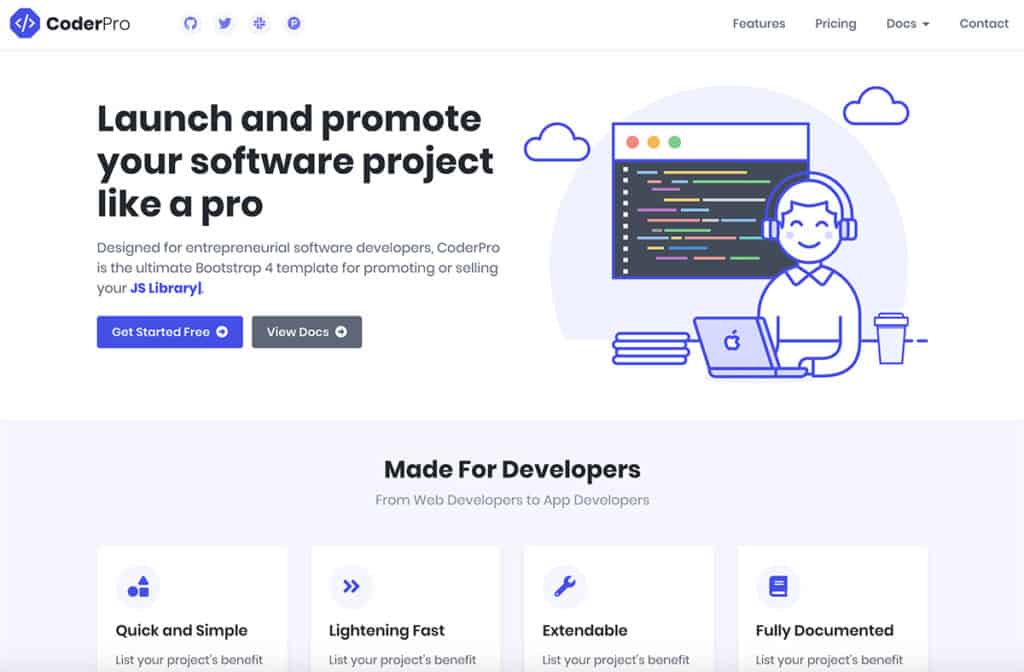 CoderPro
Features
Pricing
Docs
Contact
Launch and promote
your software project
like a pro
Designed for entrepreneurial software developers, CoderPro
is the ultimate Bootstrap 4 template for promoting or selling
your JS Library|.
Get Started Free
View Docs
Made For Developers
From Web Developers to App Developers
Quick and Simple
Lightening Fast
Extendable
Fully Documented
List your project's benefit
List your project's benefit
List your project's benefit
List your project's benefit